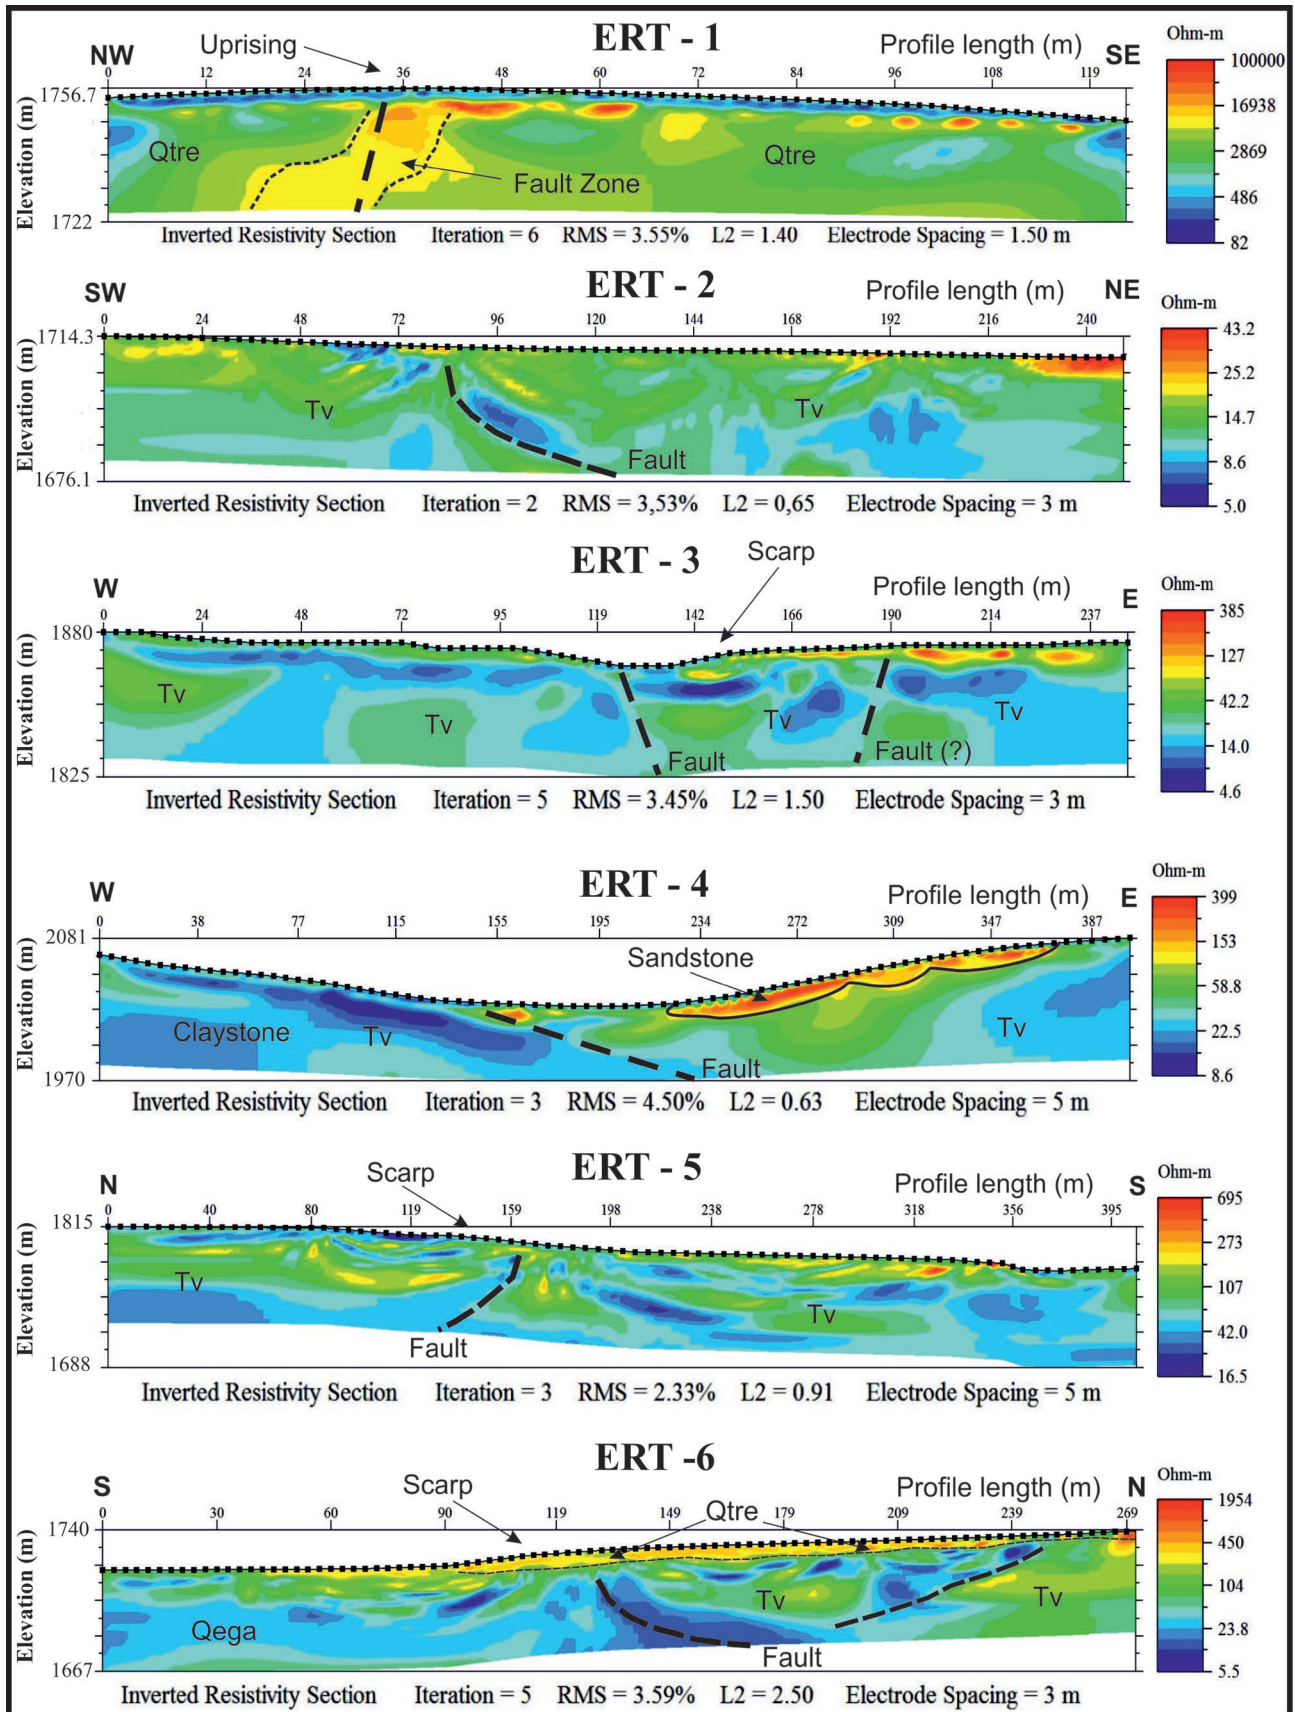 ERT - 1
Uprising
Profile length (m)
NW
SE
Ohm-m
0 12 24 36 48 60 72 84 96 108 119
1756.7
Elevation (m)
1722
Qtre
Fault Zone
Qtre
100000
16938
2869
486
82
Inverted Resistivity Section Iteration = 6 RMS = 3.55% L2 = 1.40 Electrode Spacing = 1.50 m
ERT - 2
SW
Profile length (m)
NE
Ohm-m
0 24 48 72 96 120 144 168 192 216 240
1714.3
Elevation (m)
1676.1
Tv
Tv
Fault
43.2
25.2
14.7
8.6
5.0
Inverted Resistivity Section Iteration = 2 RMS = 3,53% L2 = 0,65 Electrode Spacing = 3 m
ERT - 3
Scarp
W
Profile length (m)
E
Ohm-m
0 24 48 72 95 119 142 166 190 214 237
1880
Elevation (m)
1825
Tv
Tv
Tv
Tv
Fault
Fault (?)
385
127
42.2
14.0
4.6
Inverted Resistivity Section Iteration = 5 RMS = 3.45% L2 = 1.50 Electrode Spacing = 3 m
ERT - 4
W
Profile length (m)
E
Ohm-m
0 38 77 115 155 195 234 272 309 347 387
2081
Elevation (m)
1970
Sandstone
Claystone
Tv
Tv
Fault
399
153
58.8
22.5
8.6
Inverted Resistivity Section Iteration = 3 RMS = 4.50% L2 = 0.63 Electrode Spacing = 5 m
ERT - 5
Scarp
N
Profile length (m)
S
Ohm-m
0 40 80 119 159 198 238 278 318 356 395
1815
Elevation (m)
1688
Tv
Tv
Fault
695
273
107
42.0
16.5
Inverted Resistivity Section Iteration = 3 RMS = 2.33% L2 = 0.91 Electrode Spacing = 5 m
ERT -6
S
Scarp
Profile length (m)
N
Ohm-m
Qtre
0 30 60 90 119 149 179 209 239 269
1740
Elevation (m)
1667
Qega
Tv
Tv
Fault
1954
450
104
23.8
5.5
Inverted Resistivity Section Iteration = 5 RMS = 3.59% L2 = 2.50 Electrode Spacing = 3 m